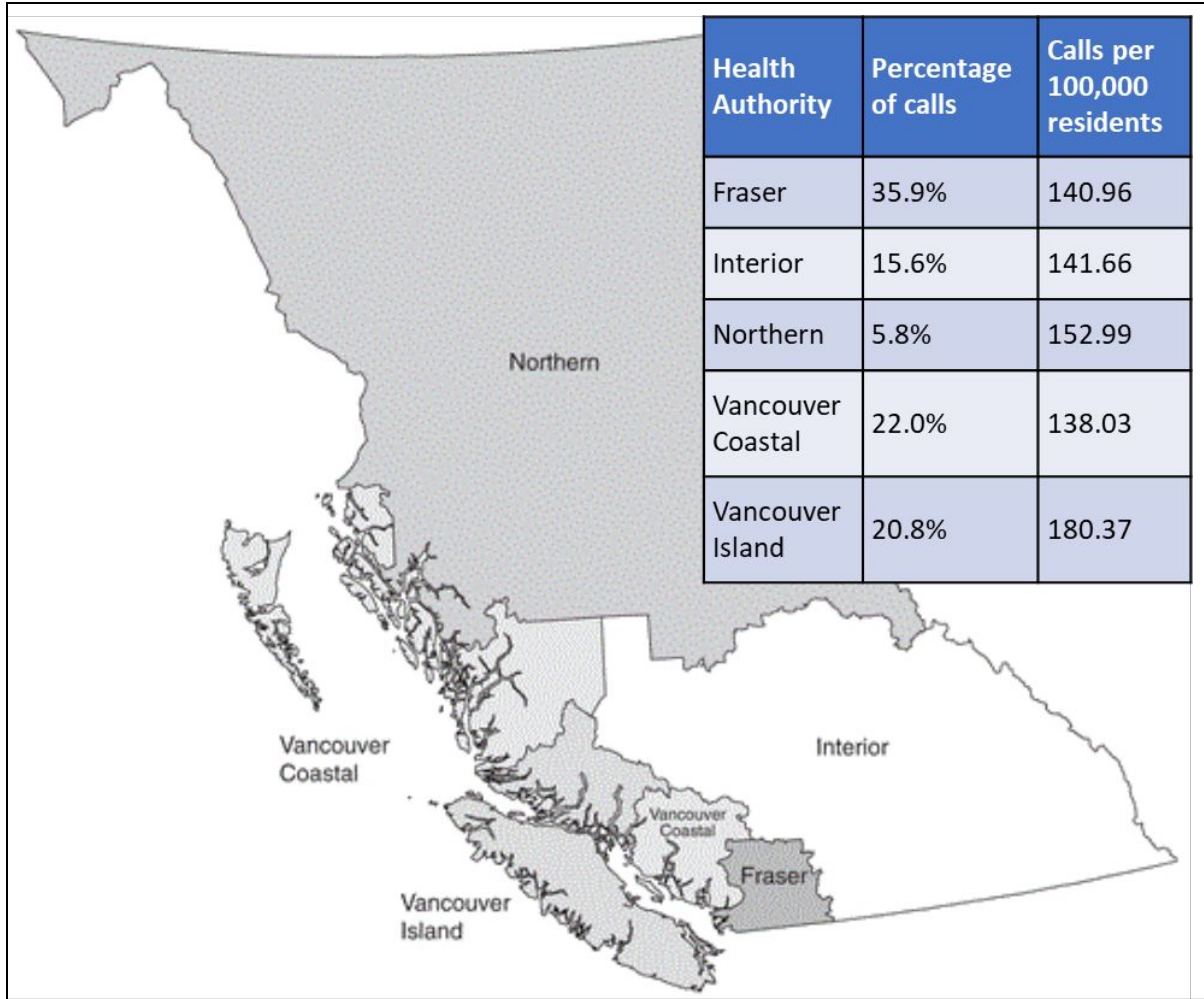 Health Authority Percentage of calls Calls per 100,000 residents
Fraser 35.9% 140.96
Interior 15.6% 141.66
Northern 5.8% 152.99
Vancouver Coastal 22.0% 138.03
Vancouver Island 20.8% 180.37
Northern
Vancouver
Coastal
Interior
Vancouver
Coastal
Fraser
Vancouver
Island